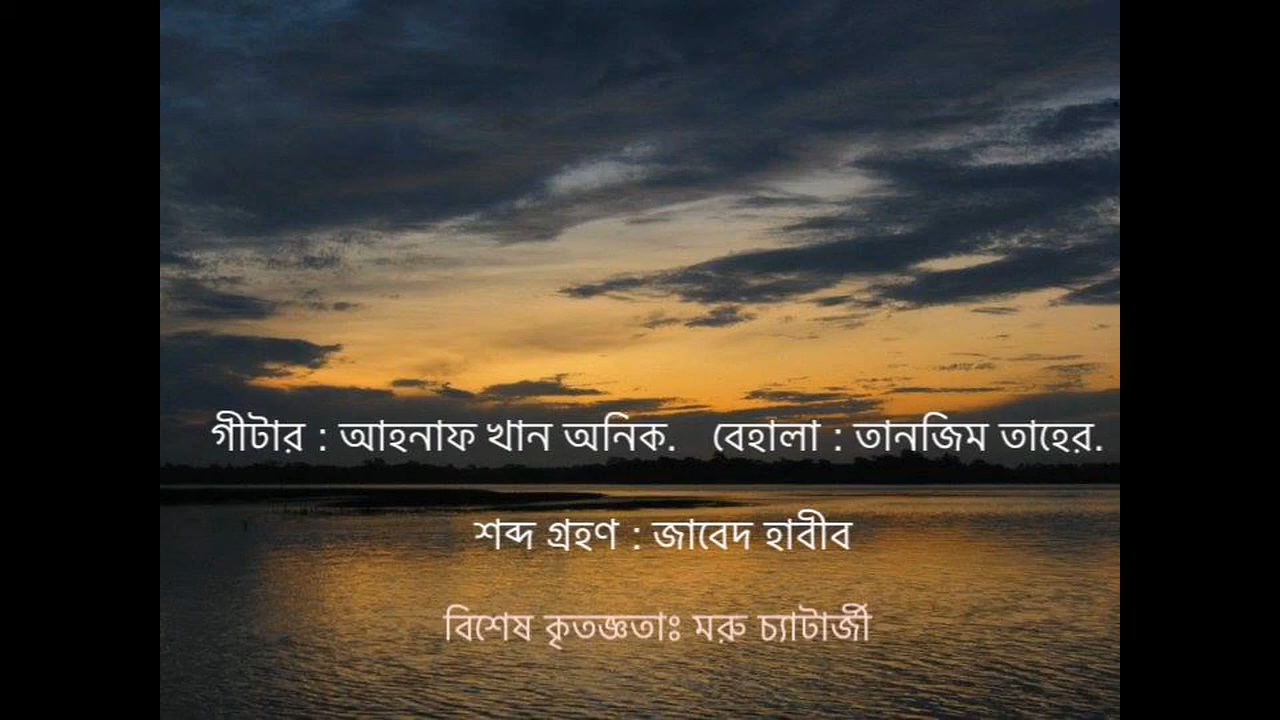 গীটার : আহনাফ খান অনিক. বেহালা : তানজিম তাহের.
শব্দ গ্রহণ : জাবেদ হাবীব
বিশেষ কৃতজ্ঞতাঃ মরু চ্যাটার্জী